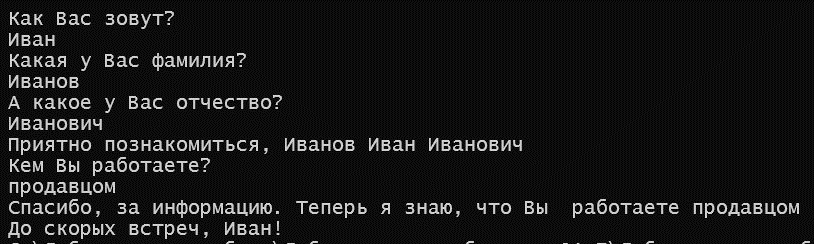 Как Вас зовут?
Иван
Какая у Вас фамилия?
Иванов
А какое у Вас отчество?
Иванович
Приятно познакомиться, Иванов Иван Иванович
Кем Вы работаете?
продавцом
Спасибо, за информацию. Теперь я знаю, что Вы  работаете продавцом
До скорых встреч, Иван!